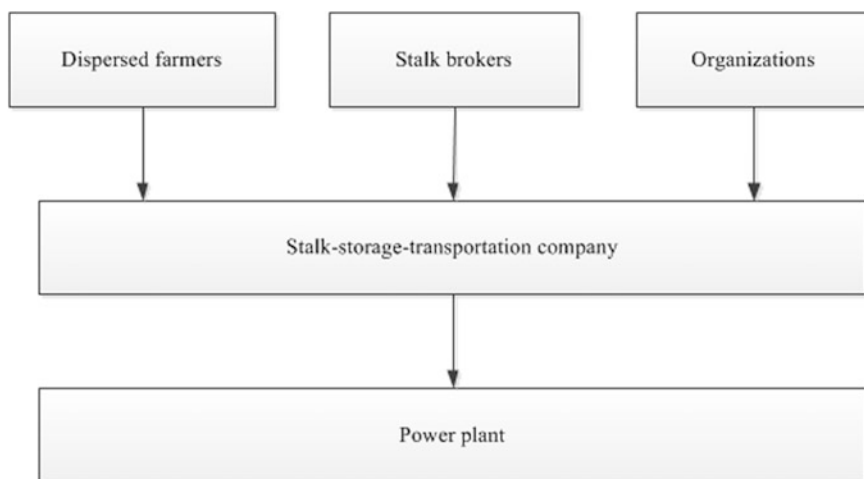 Dispersed farmers
Stalk brokers
Organizations
Stalk-storage-transportation company
Power plant